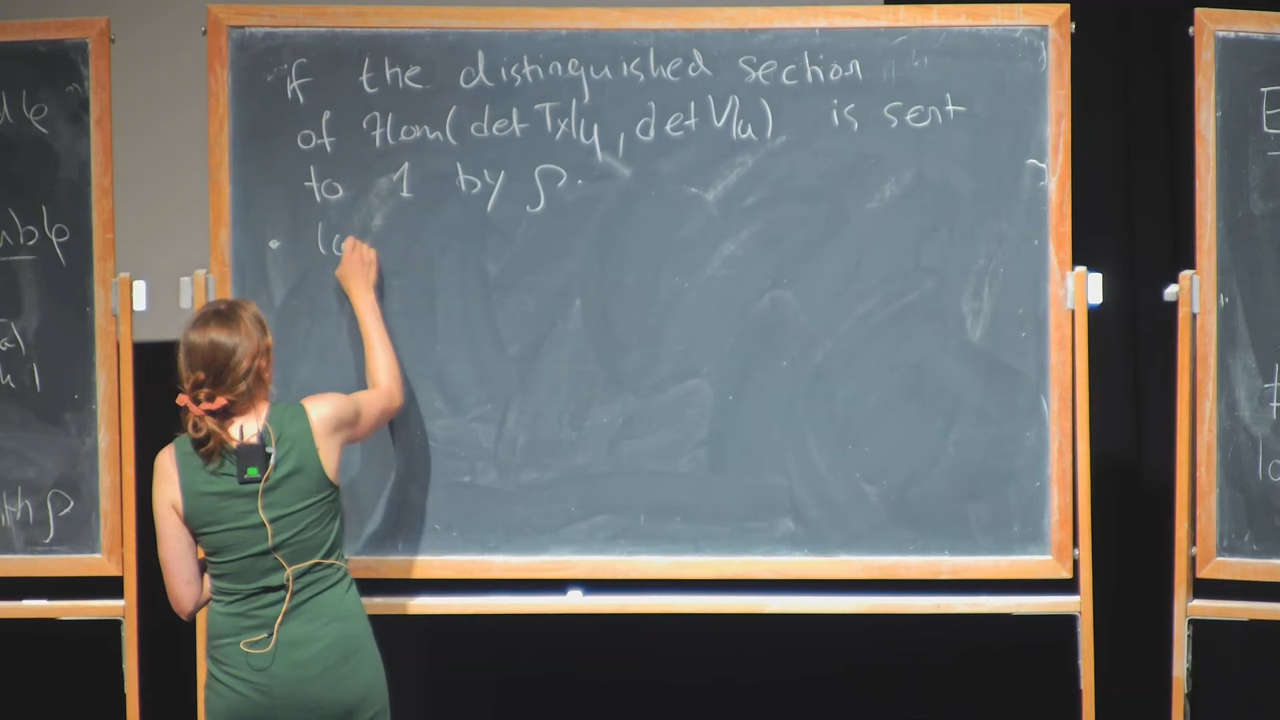 if the distinguished section
of Hom(det Tx|u, det V|u) is sent
to 1 by ρ.